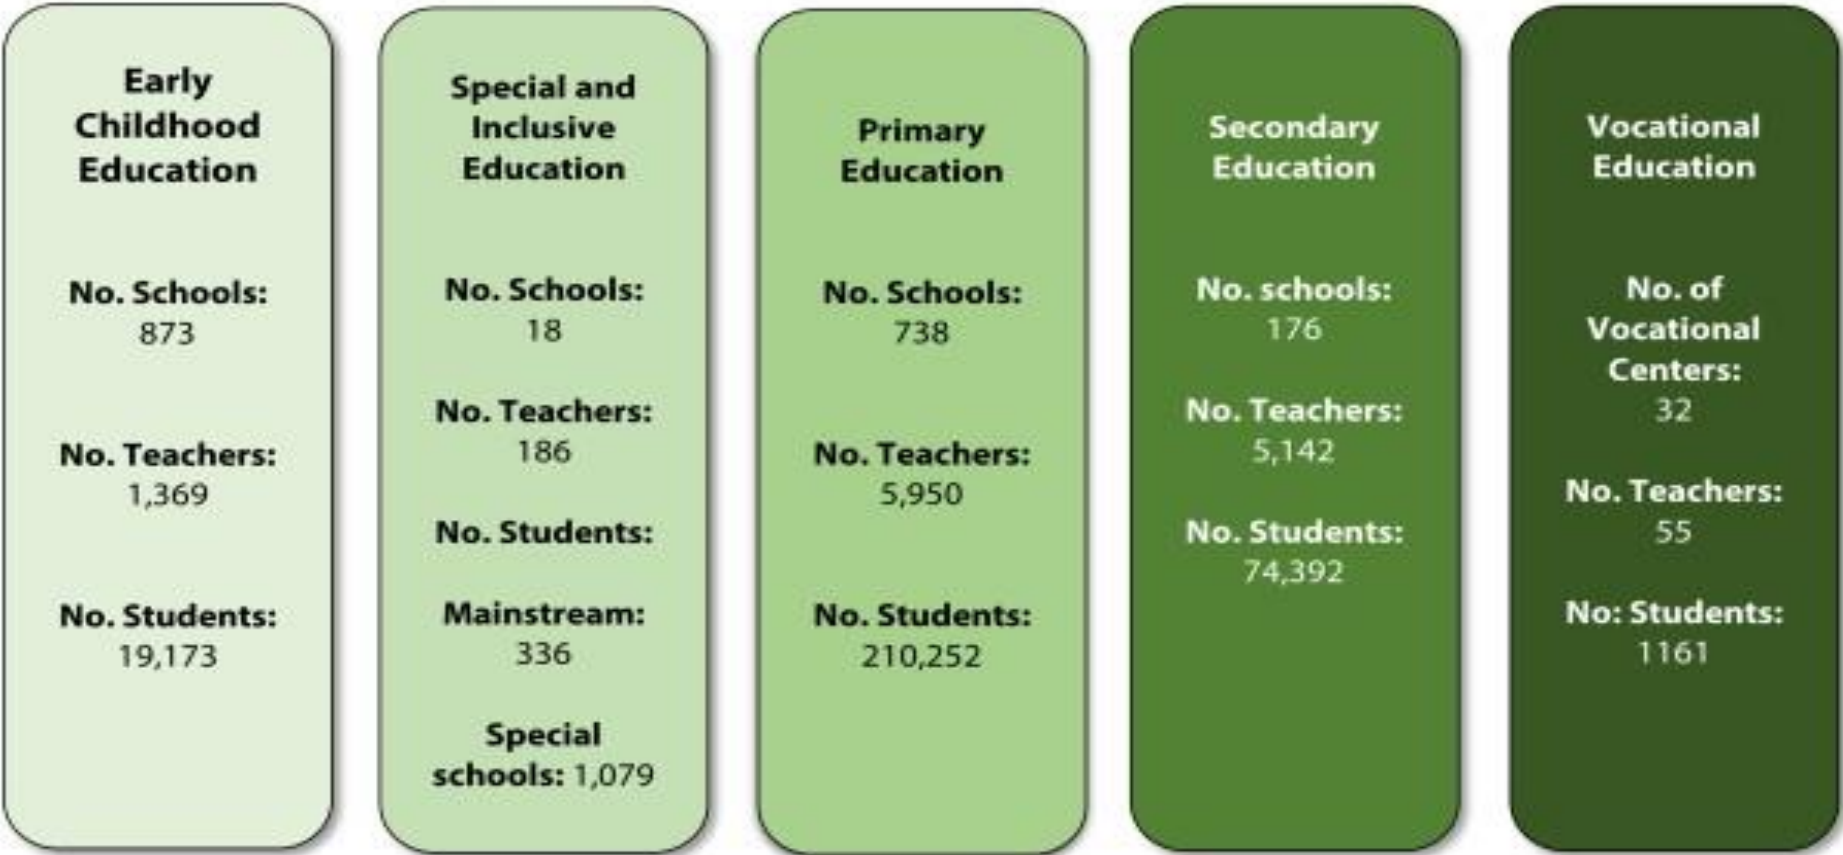 Early
Childhood
Education
No. Schools:
873
No. Teachers:
1,369
No. Students:
19,173
Special and
Inclusive
Education
No. Schools:
18
No. Teachers:
186
No. Students:
Mainstream:
336
Special
schools: 1,079
Primary
Education
No. Schools:
738
No. Teachers:
5,950
No. Students:
210,252
Secondary
Education
No. schools:
176
No. Teachers:
5,142
No. Students:
74,392
Vocational
Education
No. of
Vocational
Centers:
32
No. Teachers:
55
No: Students:
1161